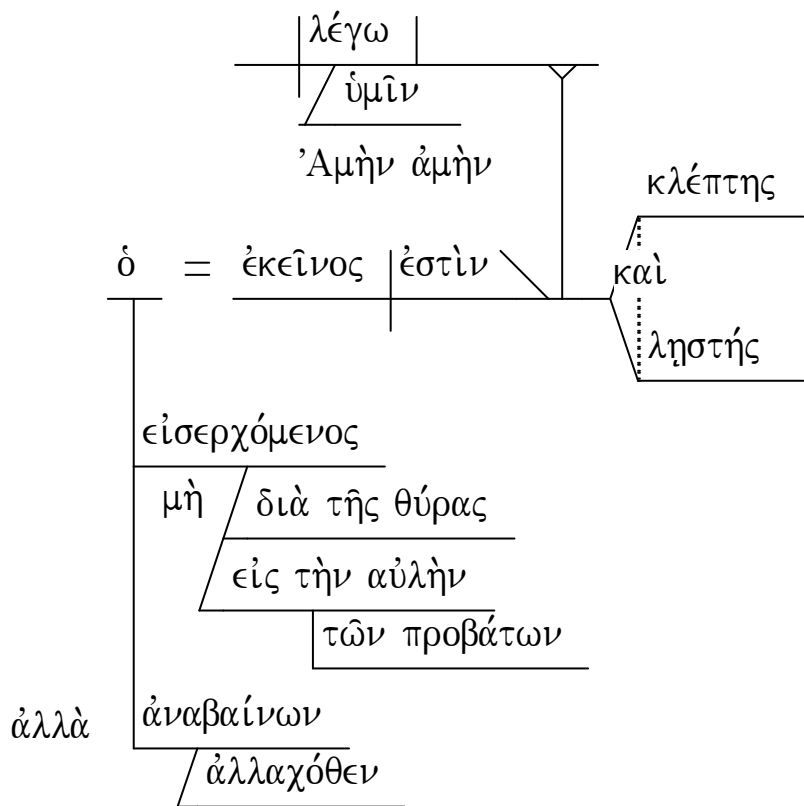 λέγω
ὑμῖν
Ἀμὴν ἀμὴν
κλέπτης
ὁ = ἐκεῖνος ἐστὶν καὶ
λῃστής
εἰσερχόμενος
μὴ διὰ τῆς θύρας
εἰς τὴν αὐλὴν
τῶν προβάτων
ἀλλὰ ἀναβαίνων
ἀλλαχόθεν